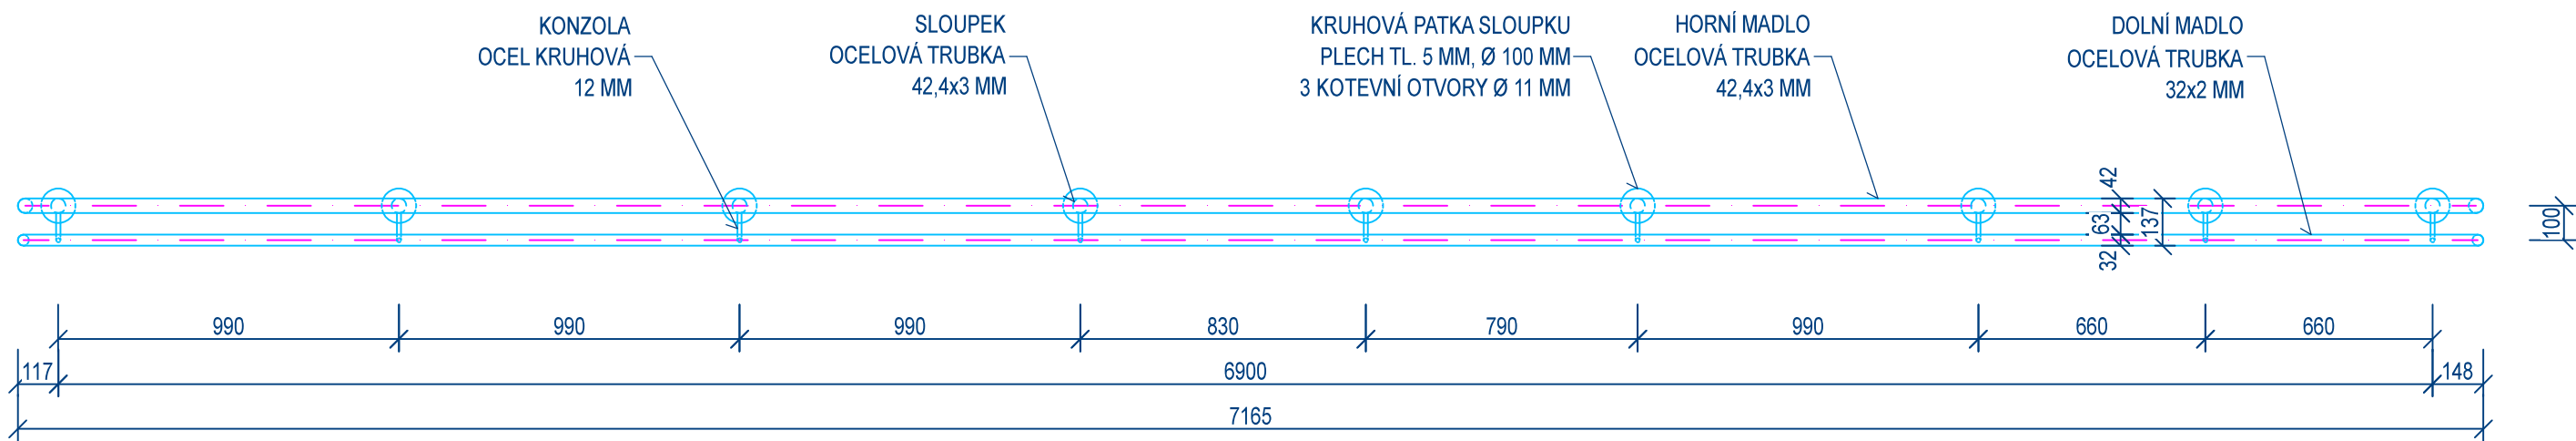 KONZOLA
OCEL KRUHOVÁ
12 MM
SLOUPEK
OCELOVÁ TRUBKA
42,4x3 MM
KRUHOVÁ PATKA SLOUPKU
PLECH TL. 5 MM, Ø 100 MM
3 KOTEVNÍ OTVORY Ø 11 MM
HORNÍ MADLO
OCELOVÁ TRUBKA
42,4x3 MM
DOLNÍ MADLO
OCELOVÁ TRUBKA
32x2 MM
42
63
32
137
100
990
990
990
830
790
990
660
660
117
6900
148
7165